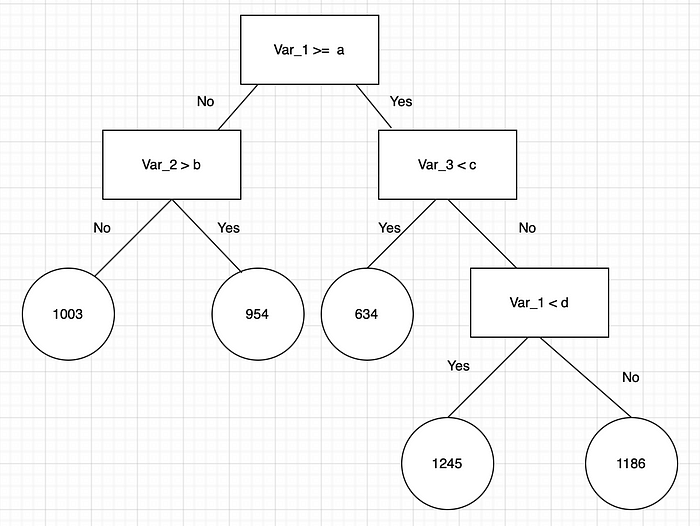 Var_1 >= a
No
Yes
Var_2 > b
Var_3 < c
No
Yes
Yes
No
1003
954
634
Var_1 < d
Yes
No
1245
1186